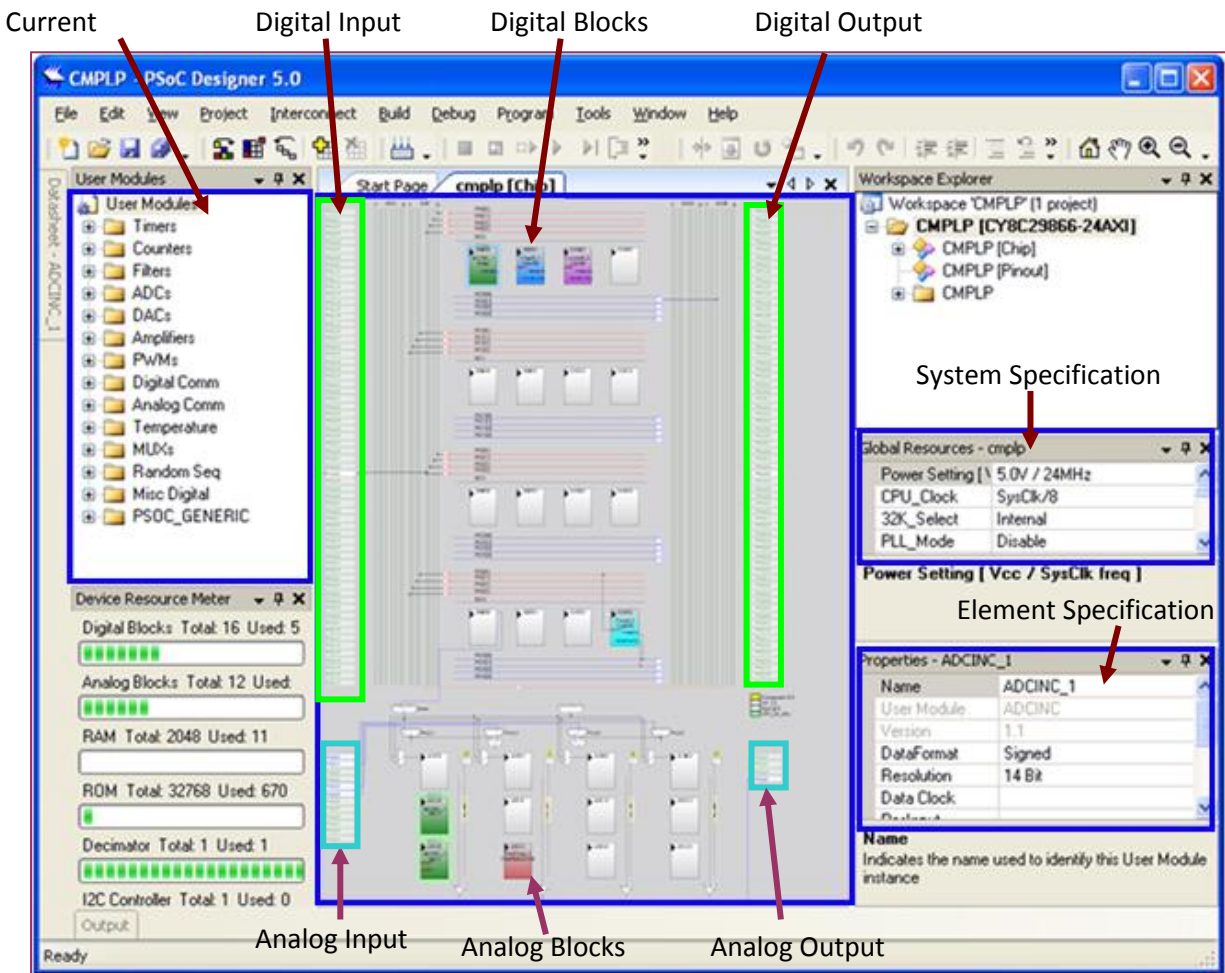 Current Digital Input Digital Blocks Digital Output
CMPLP - PSoC Designer 5.0
File Edit View Project Interconnect Build Debug Program Tools Window Help
Datasheet - ADCINC_1
User Modules
User Modules
Timers
Counters
Filters
ADCs
DACs
Amplifiers
PWMs
Digital Comm
Analog Comm
Temperature
MUXs
Random Seq
Misc Digital
PSOC_GENERIC
Device Resource Meter
Digital Blocks Total: 16 Used: 5
Analog Blocks Total: 12 Used:
RAM Total: 2048 Used: 11
ROM Total: 32768 Used: 670
Decimator Total: 1 Used: 1
I2C Controller Total: 1 Used: 0
Output
Ready
Start Page cmplp [Chip]
Analog Input Analog Blocks Analog Output
Workspace Explorer
Workspace 'CMPLP' (1 project)
CMPLP [CY8C29866-24AXI]
CMPLP [Chip]
CMPLP [Pinout]
CMPLP
System Specification
Global Resources - cmplp
Power Setting [ V 5.0V / 24MHz
CPU_Clock SysClk/8
32K_Select Internal
PLL_Mode Disable
Power Setting [ Vcc / SysClk freq ]
Element Specification
Properties - ADCINC_1
Name ADCINC_1
User Module ADCINC
Version 1.1
DataFormat Signed
Resolution 14 Bit
Data Clock
Name
Indicates the name used to identify this User Module
instance